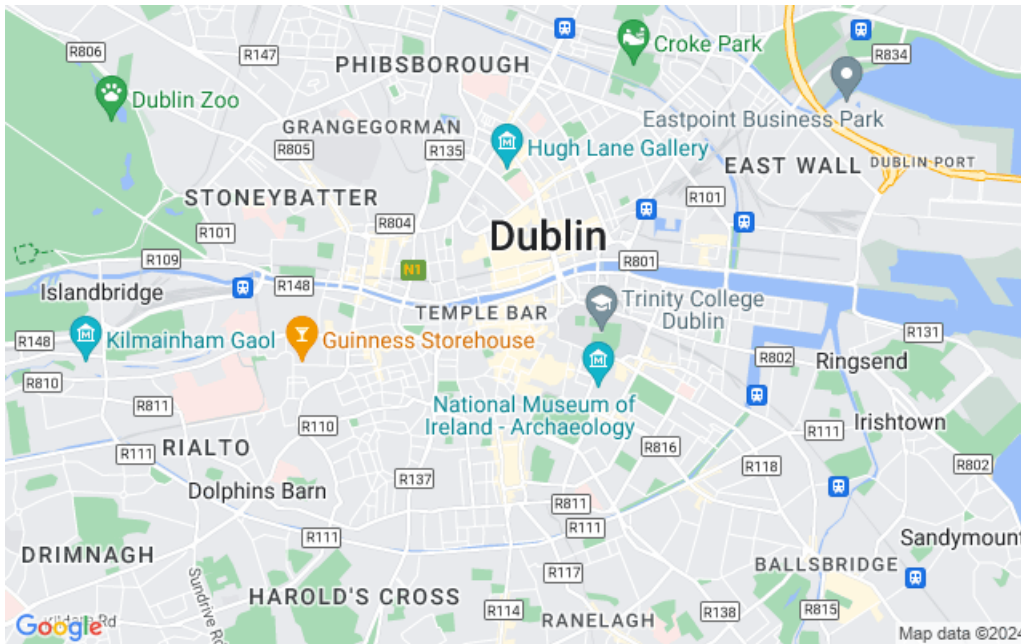 R806
R147
PHIBSBOROUGH
Croke Park
R834
Dublin Zoo
Eastpoint Business Park
GRANGEGORMAN
R805
R135
Hugh Lane Gallery
EAST WALL
DUBLIN PORT
STONEYBATTER
R101
R804
R101
Dublin
R109
N1
R801
Islandbridge
R148
TEMPLE BAR
Trinity College
Dublin
R148
Kilmainham Gaol
Guinness Storehouse
R131
R802
Ringsend
R810
R811
National Museum of
Ireland - Archaeology
Irishtown
R110
R111
R111
RIALTO
R816
R118
R802
Dolphins Barn
R137
R811
R111
R111
Sandymount
DRIMNAGH
BALLSBRIDGE
Sundrive Rd
R117
HAROLD'S CROSS
R114
RANELAGH
R138
R815
Google
Rd
Map data ©2024